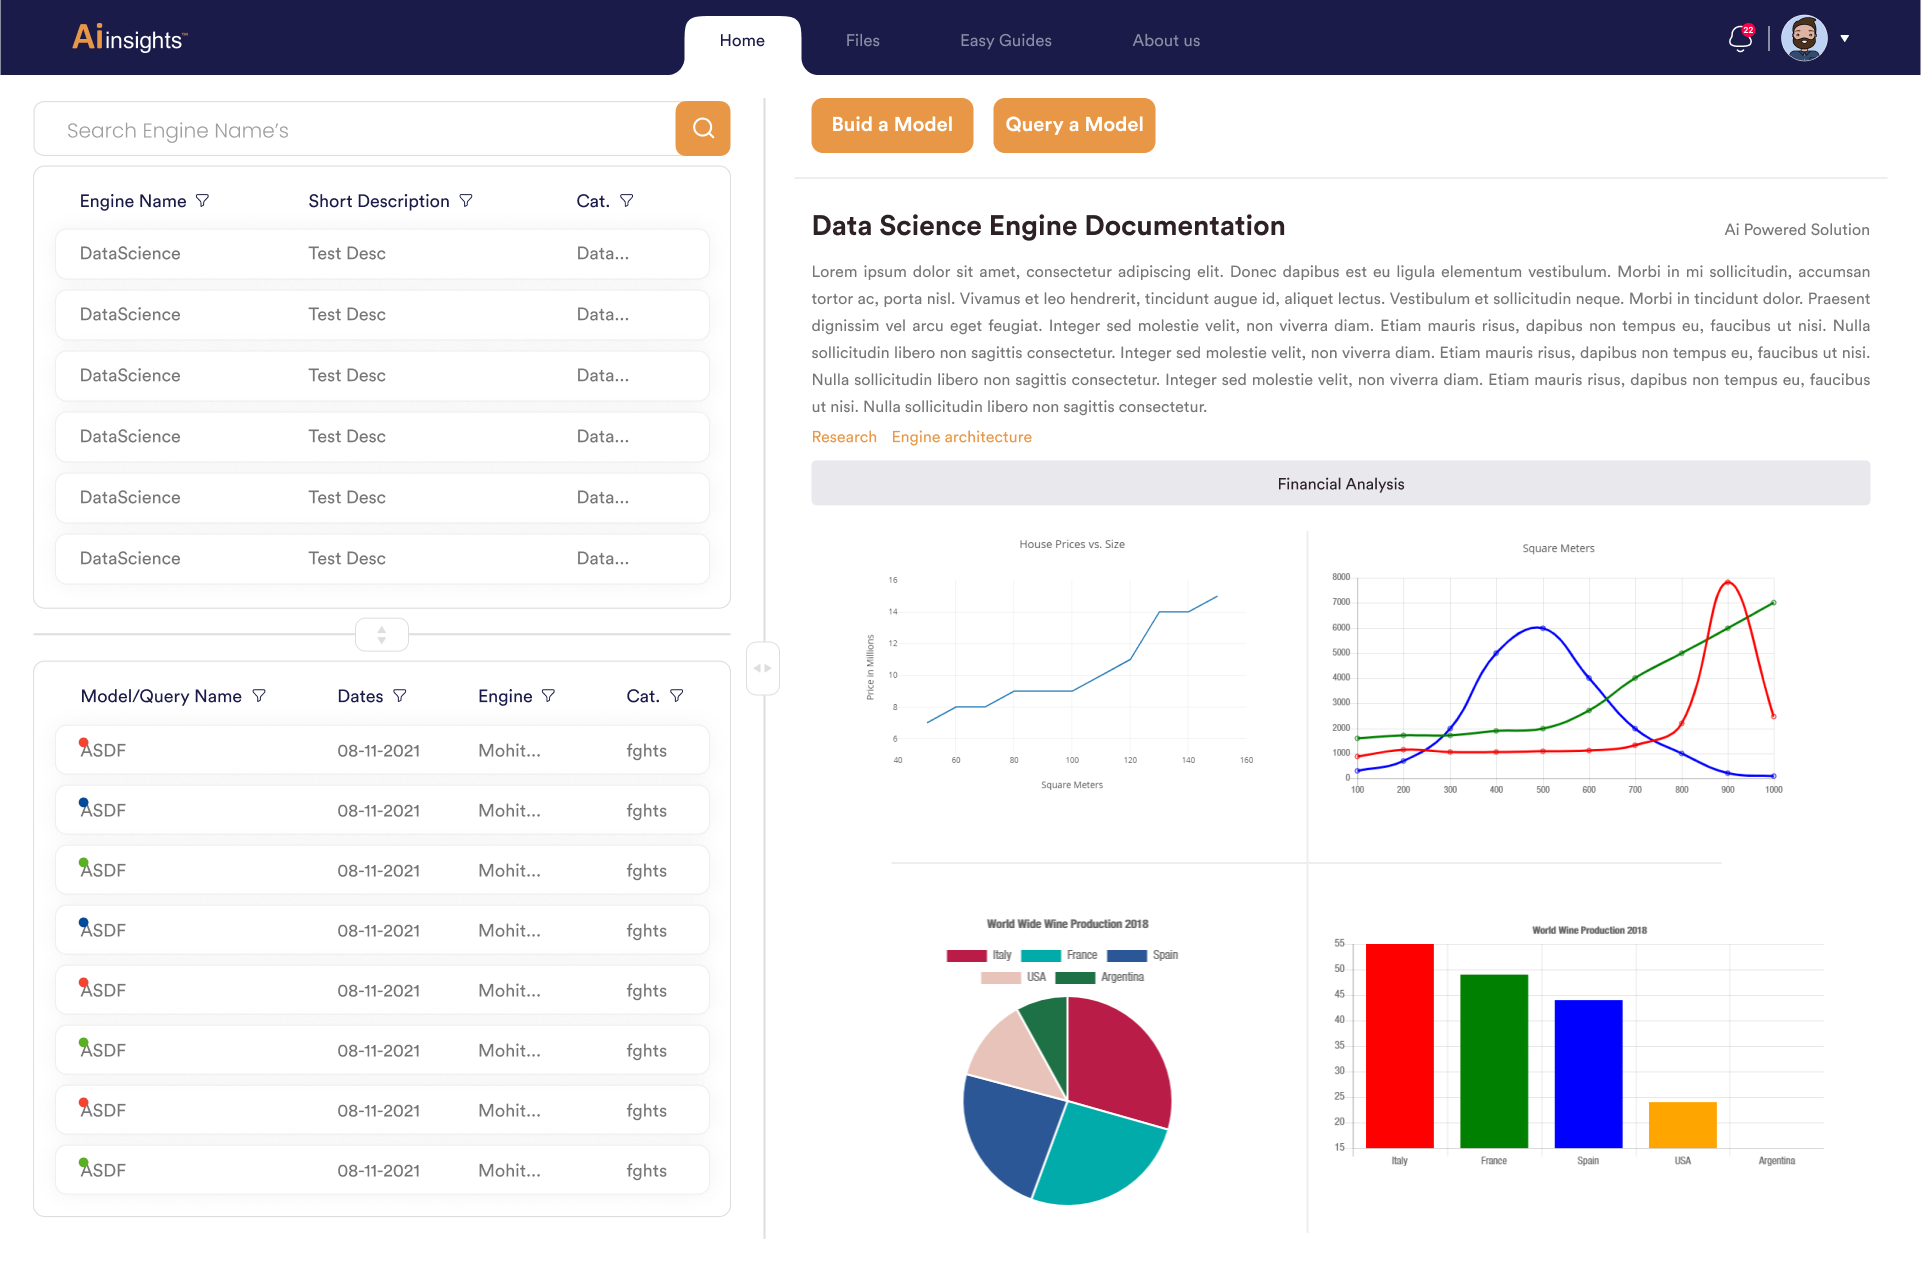 Ai insights™
Home
Files
Easy Guides
About us
22
Search Engine Name’s
Engine Name
Short Description
Cat.
DataScience
Test Desc
Data...
DataScience
Test Desc
Data...
DataScience
Test Desc
Data...
DataScience
Test Desc
Data...
DataScience
Test Desc
Data...
DataScience
Test Desc
Data...
Model/Query Name
Dates
Engine
Cat.
ASDF
08-11-2021
Mohit...
fghts
ASDF
08-11-2021
Mohit...
fghts
ASDF
08-11-2021
Mohit...
fghts
ASDF
08-11-2021
Mohit...
fghts
ASDF
08-11-2021
Mohit...
fghts
ASDF
08-11-2021
Mohit...
fghts
ASDF
08-11-2021
Mohit...
fghts
ASDF
08-11-2021
Mohit...
fghts
Buid a Model
Query a Model
Data Science Engine Documentation
Ai Powered Solution
Lorem ipsum dolor sit amet, consectetur adipiscing elit. Donec dapibus est eu ligula elementum vestibulum. Morbi in mi sollicitudin, accumsan
tortor ac, porta nisl. Vivamus et leo hendrerit, tincidunt augue id, aliquet lectus. Vestibulum et sollicitudin neque. Morbi in tincidunt dolor. Praesent
dignissim vel arcu eget feugiat. Integer sed molestie velit, non viverra diam. Etiam mauris risus, dapibus non tempus eu, faucibus ut nisi. Nulla
sollicitudin libero non sagittis consectetur. Integer sed molestie velit, non viverra diam. Etiam mauris risus, dapibus non tempus eu, faucibus ut nisi.
Nulla sollicitudin libero non sagittis consectetur. Integer sed molestie velit, non viverra diam. Etiam mauris risus, dapibus non tempus eu, faucibus
ut nisi. Nulla sollicitudin libero non sagittis consectetur.
Research
Engine architecture
Financial Analysis
House Prices vs. Size
Price in Millions
16
14
12
10
8
6
40
60
80
100
120
140
160
Square Meters
Square Meters
8000
7000
6000
5000
4000
3000
2000
1000
0
100
200
300
400
500
600
700
800
900
1000
World Wide Wine Production 2018
Italy
France
Spain
USA
Argentina
World Wine Production 2018
55
50
45
40
35
30
25
20
15
Italy
France
Spain
USA
Argentina